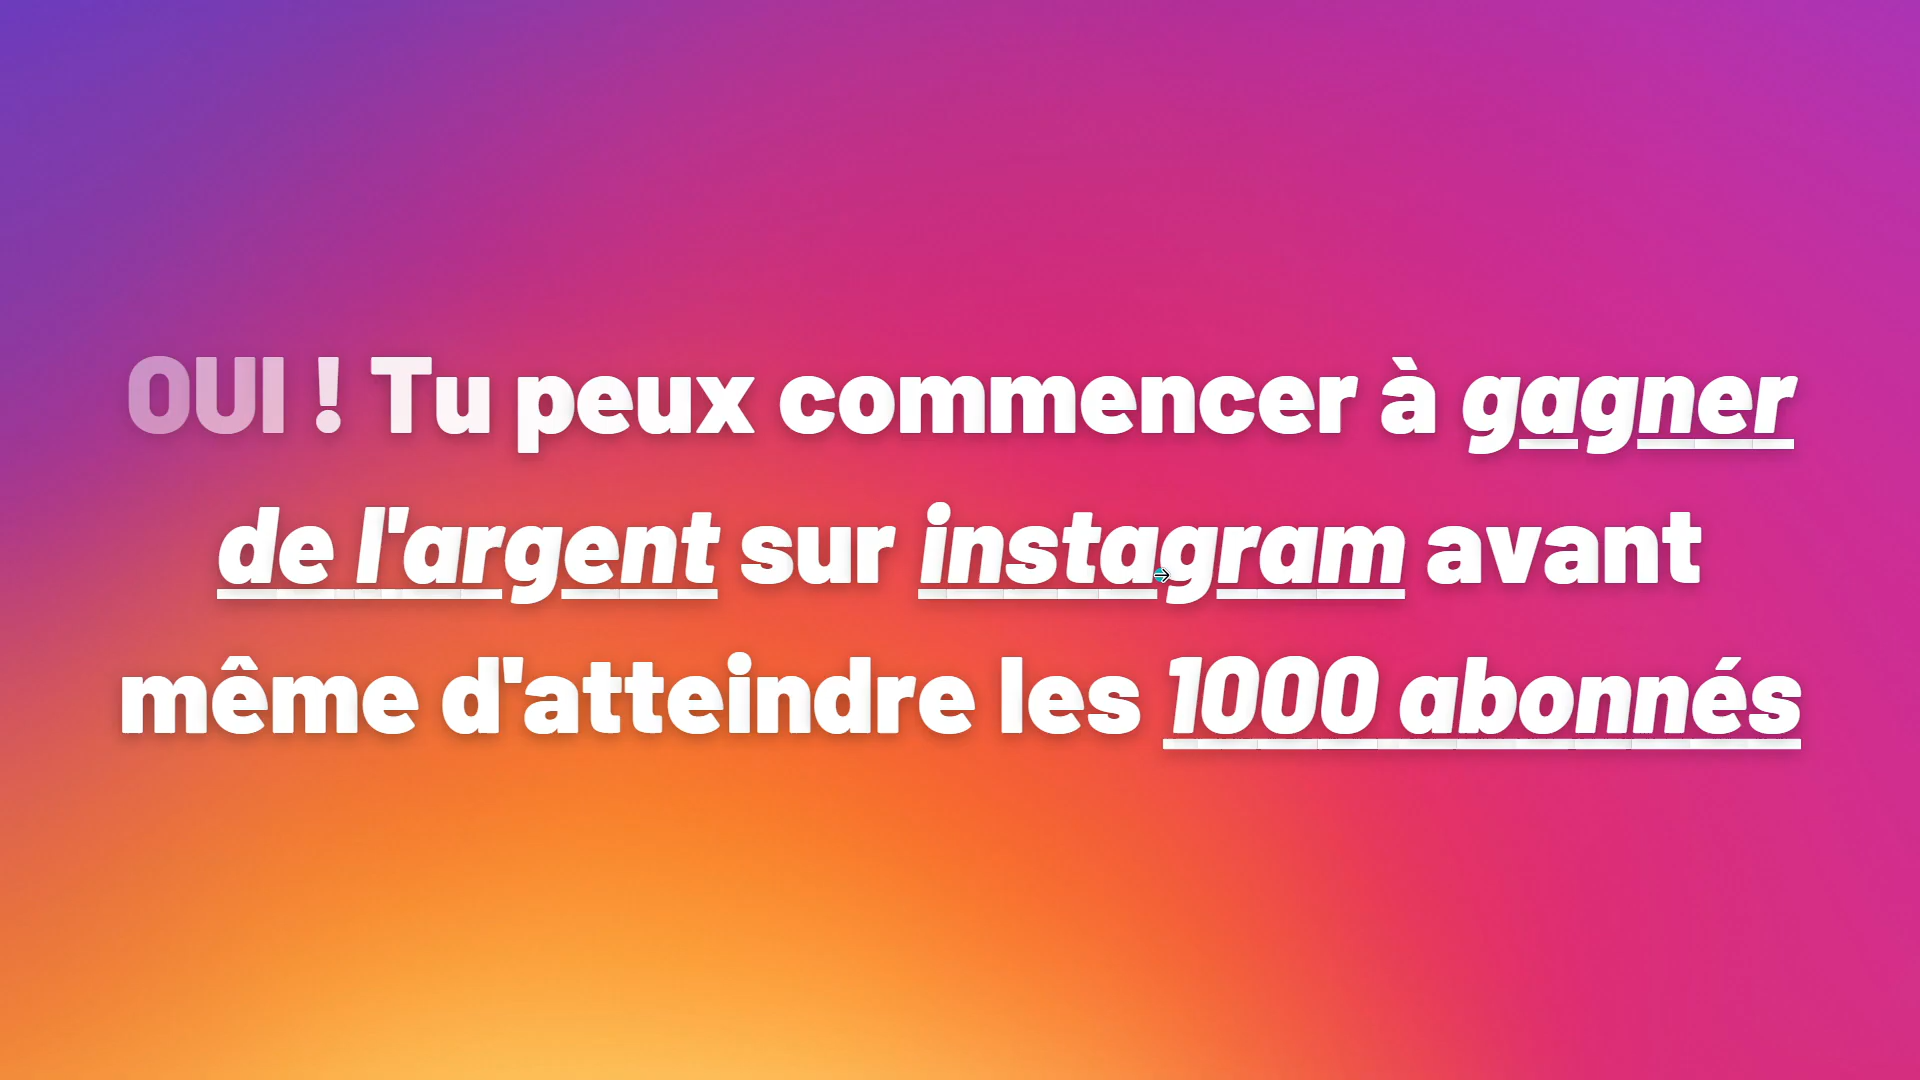 OUI ! Tu peux commencer à gagner
de l'argent sur instagram avant
même d'atteindre les 1000 abonnés